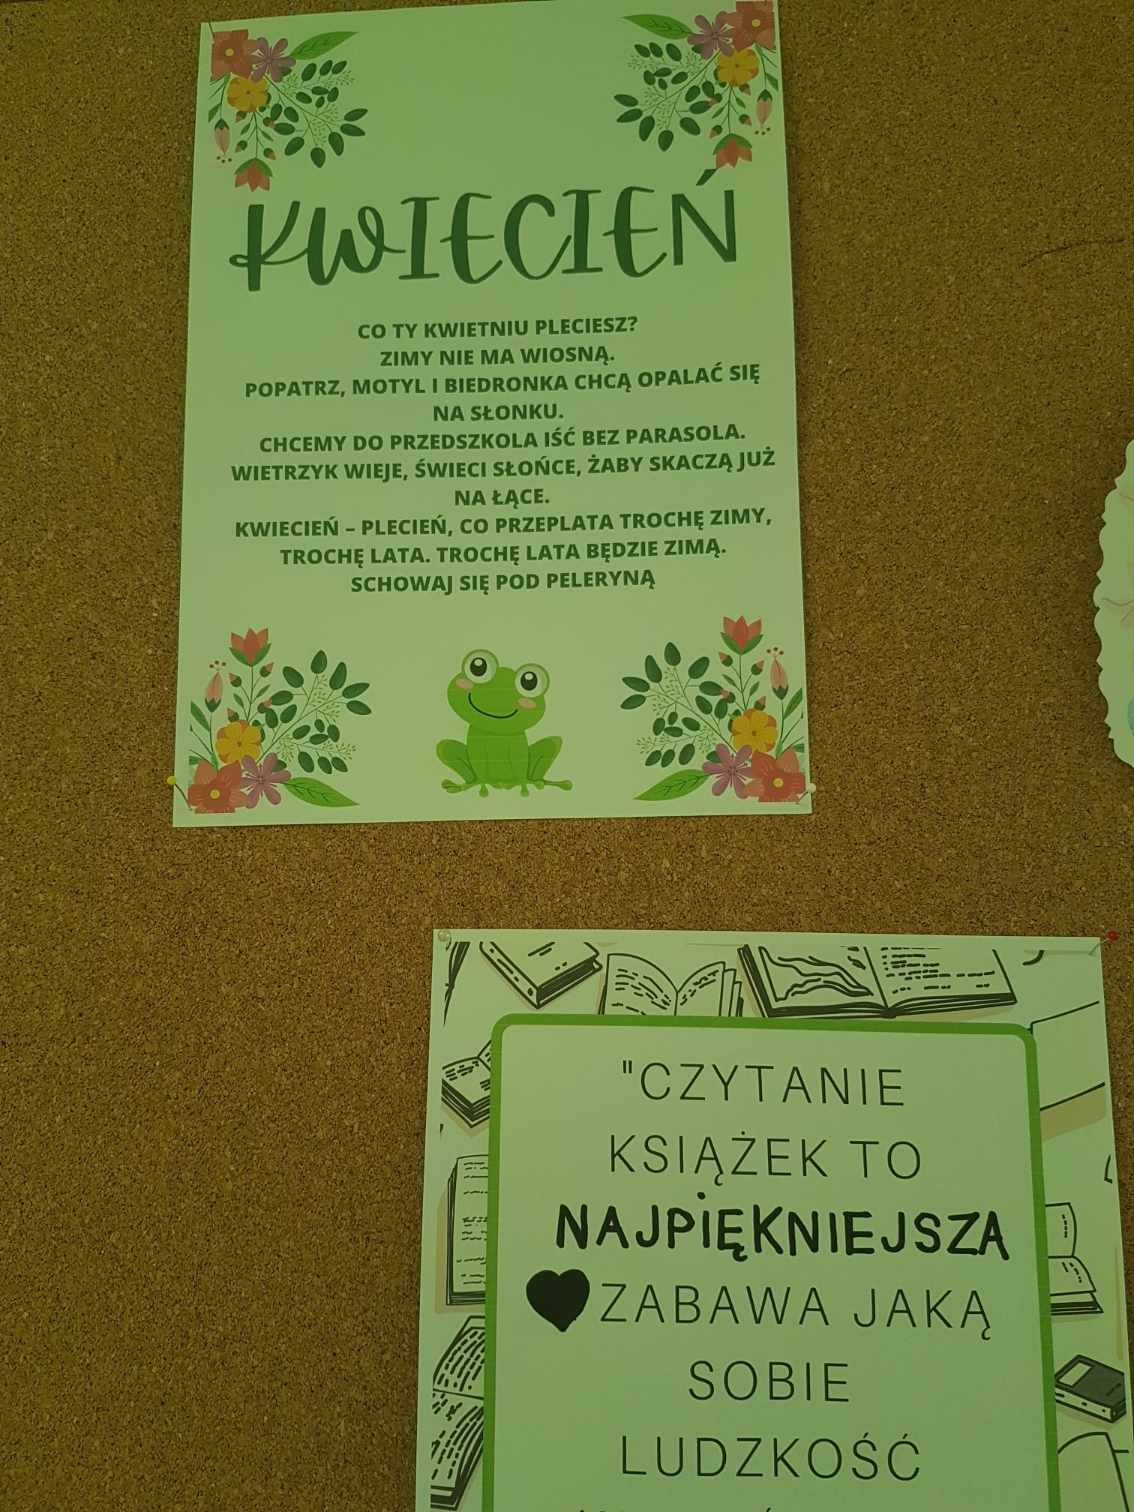 KWIECIEŃ
CO TY KWIETNIU PLECIESZ?
ZIMY NIE MA WIOSNĄ.
POPATRZ, MOTYL I BIEDRONKA CHCĄ OPALAĆ SIĘ
NA SŁONKU.
CHCEMY DO PRZEDSZKOLA IŚĆ BEZ PARASOLA.
WIETRZYK WIEJE, ŚWIECI SŁOŃCE, ŻABY SKACZĄ JUŻ
NA ŁĄCE.
KWIECIEŃ – PLECIEŃ, CO PRZEPLATA TROCHĘ ZIMY,
TROCHĘ LATA. TROCHĘ LATA BĘDZIE ZIMĄ.
SCHOWAJ SIĘ POD PELERYNĄ
"CZYTANIE
KSIĄŻEK TO
NAJPIĘKNIEJSZA
ZABAWA JAKĄ
SOBIE
LUDZKOŚĆ